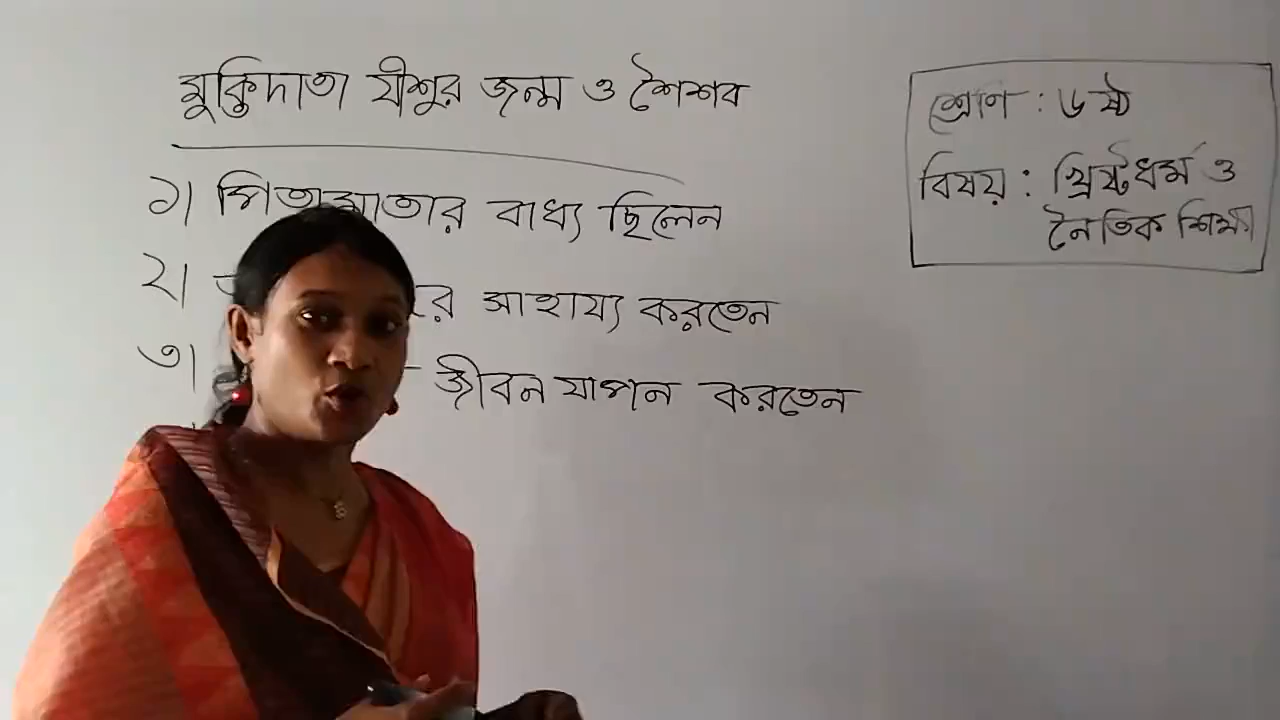 মুক্তিদাতা যীশুর জন্ম ও শৈশব
১। পিতামাতার বাধ্য ছিলেন
২। সাহায্য করতেন
৩। জীবন যাপন করতেন
শ্রেণি : ৬ষ্ঠ
বিষয় : খ্রিষ্টধর্ম ও
নৈতিক শিক্ষা